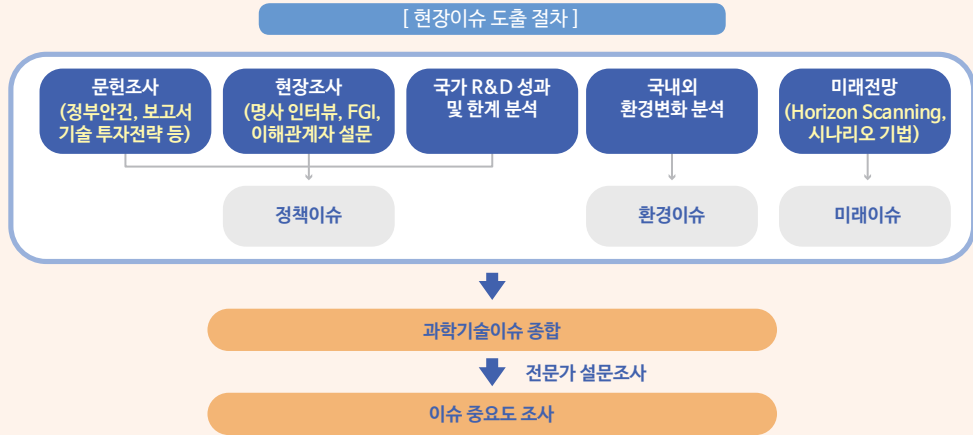 [ 현장이슈 도출 절차 ]
문헌조사
(정부안건, 보고서
기술 투자전략 등)
현장조사
(명사 인터뷰, FGI,
이해관계자 설문
국가 R&D 성과
및 한계 분석
국내외
환경변화 분석
미래전망
(Horizon Scanning,
시나리오 기법)
정책이슈
환경이슈
미래이슈
과학기술이슈 종합
전문가 설문조사
이슈 중요도 조사